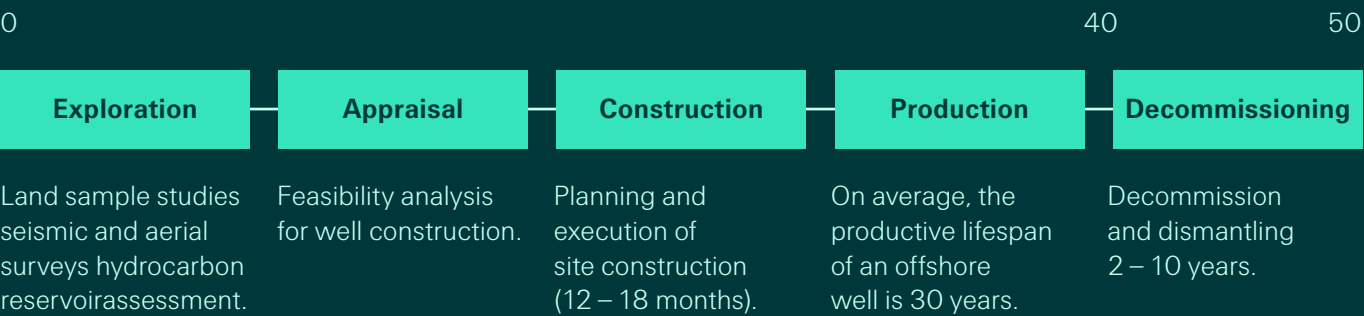 0
40
50
Exploration
Appraisal
Construction
Production
Decommissioning
Land sample studies
seismic and aerial
surveys hydrocarbon
reservoirassessment.
Feasibility analysis
for well construction.
Planning and
execution of
site construction
(12 – 18 months).
On average, the
productive lifespan
of an offshore
well is 30 years.
Decommission
and dismantling
2 – 10 years.